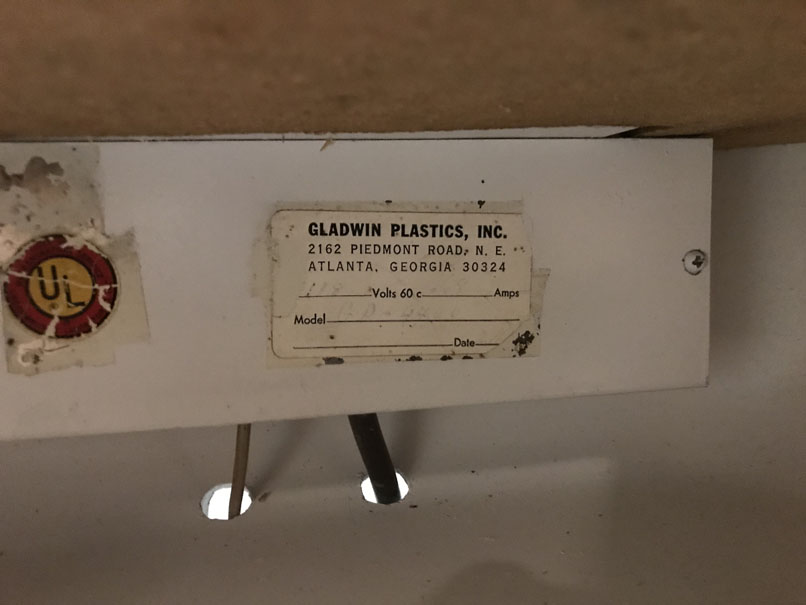 UL
GLADWIN PLASTICS, INC.
2162 PIEDMONT ROAD, N. E.
ATLANTA, GEORGIA 30324
Volts 60 c Amps
Model
Date